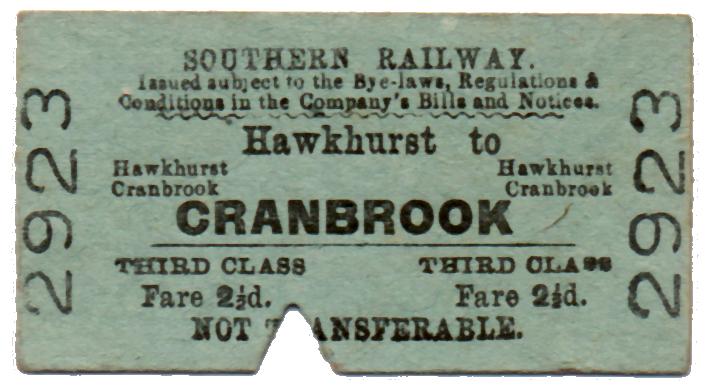 SOUTHERN RAILWAY.
Issued subject to the Bye-laws, Regulations &
Conditions in the Company's Bills and Notices.
Hawkhurst to
Hawkhurst Hawkhurst
Cranbrook Cranbrook
CRANBROOK
THIRD CLASS THIRD CLASS
Fare 2½d. Fare 2½d.
NOT T ANSFERABLE.
2923
2923